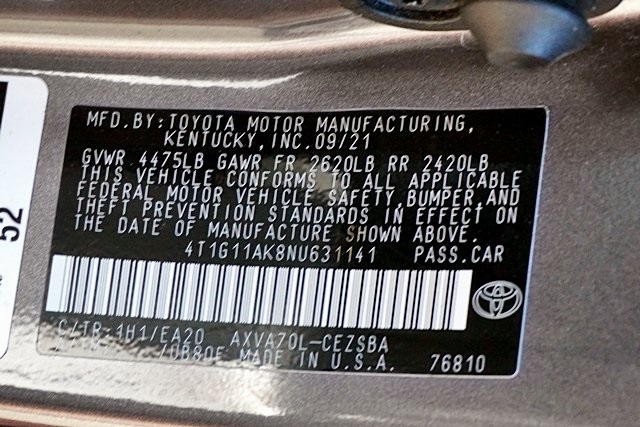 MFD.BY:TOYOTA MOTOR MANUFACTURING,
KENTUCKY,INC.09/21
GVWR 4475LB GAWR FR 2620LB RR 2420LB
THIS VEHICLE CONFORMS TO ALL APPLICABLE
FEDERAL MOTOR VEHICLE SAFETY,BUMPER,AND
THEFT PREVENTION STANDARDS IN EFFECT ON
THE DATE OF MANUFACTURE SHOWN ABOVE.
4T1G11AK8NU631141 PASS.CAR
C/TR:1H1/EA20 AXVA70L-CEZSBA
/UB80F MADE IN U.S.A. 76810
52